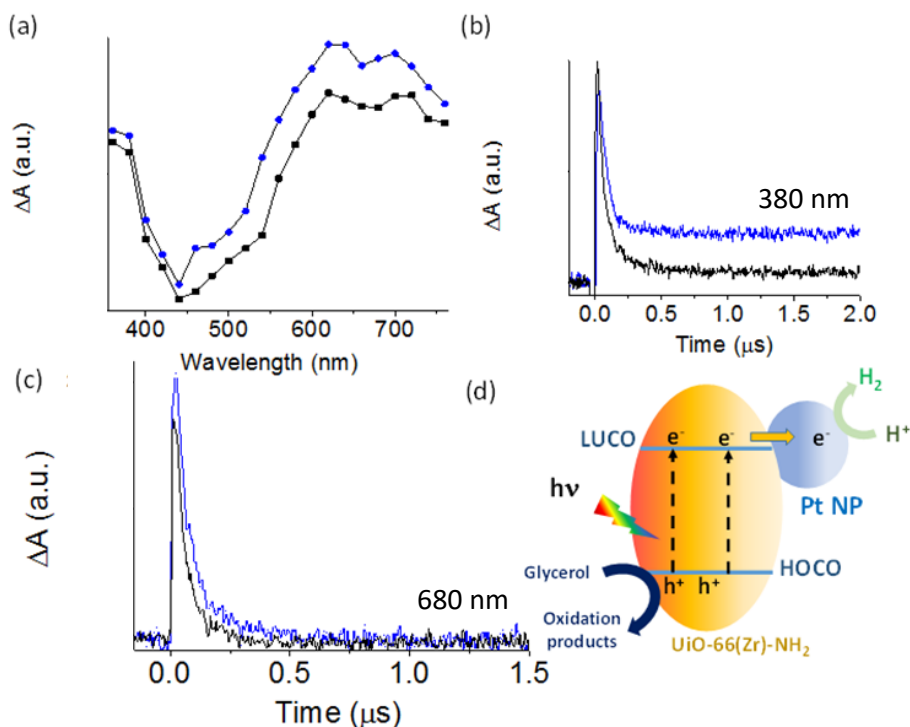 (a)
ΔA (a.u.)
400 500 600 700
Wavelength (nm)
(b)
ΔA (a.u.)
380 nm
0.0 0.5 1.0 1.5 2.0
Time (μs)
(c)
ΔA (a.u.)
680 nm
0.0 0.5 1.0 1.5
Time (μs)
(d)
H₂
H⁺
LUCO
e⁻ e⁻ e⁻
Pt NP
hν
Glycerol
HOCO
h⁺ h⁺
Oxidation
products
UiO-66(Zr)-NH₂